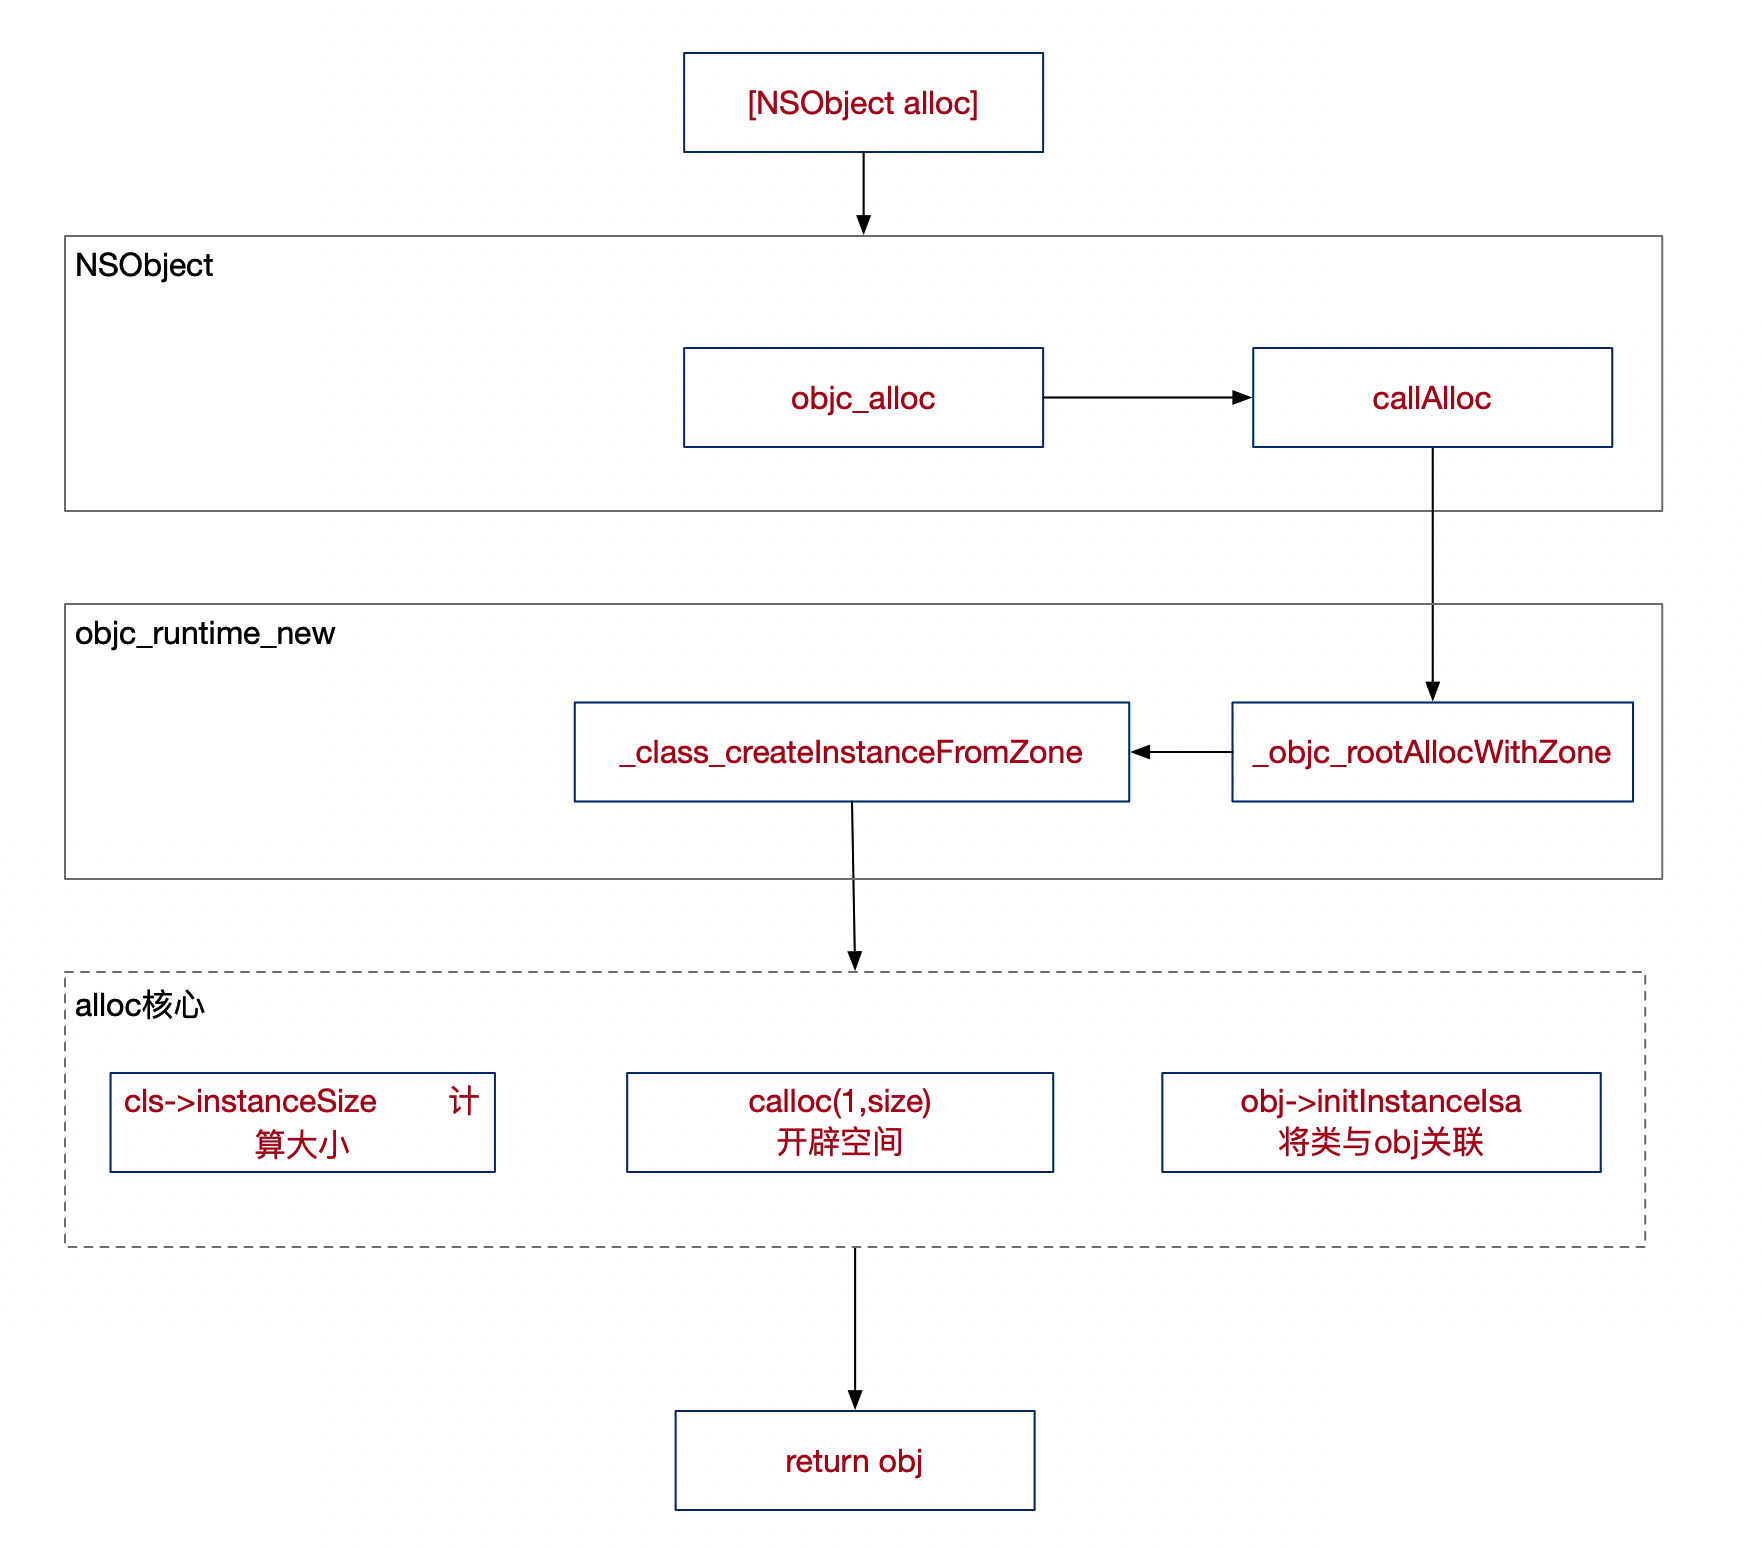 [NSObject alloc]
NSObject
objc_alloc
callAlloc
objc_runtime_new
_class_createInstanceFromZone
_objc_rootAllocWithZone
alloc核心
cls->instanceSize 计
算大小
calloc(1,size)
开辟空间
obj->initInstanceIsa
将类与obj关联
return obj